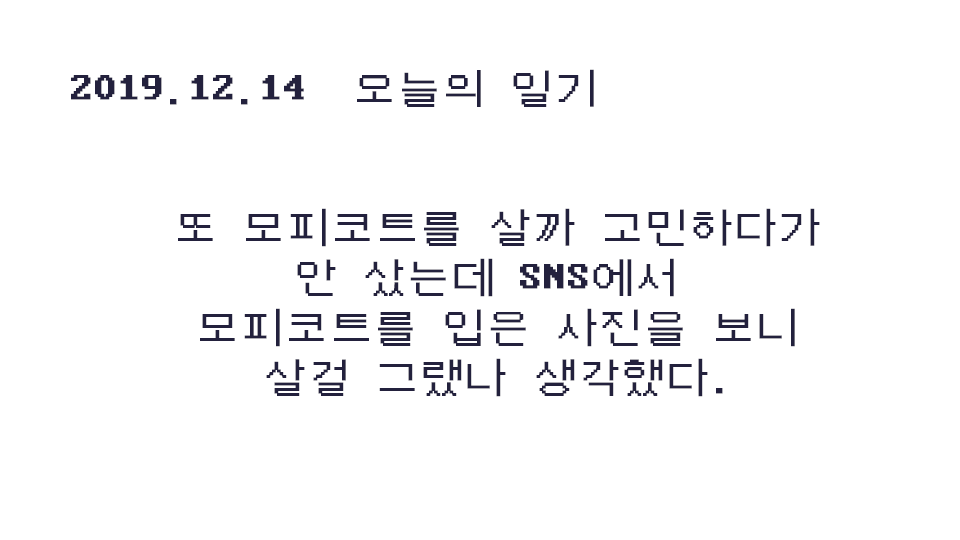 2019.12.14 오늘의 일기
또 모피코트를 살까 고민하다가
안 샀는데 SNS에서
모피코트를 입은 사진을 보니
살걸 그랬나 생각했다.